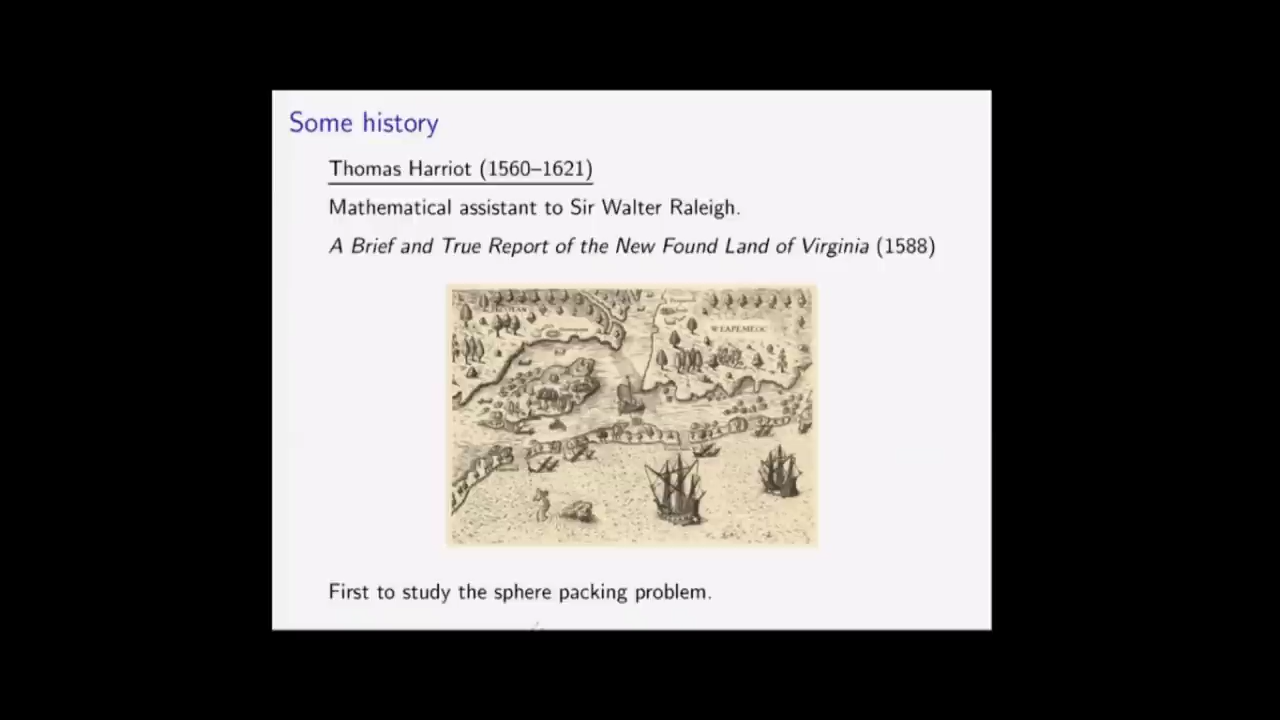 Some history
Thomas Harriot (1560–1621)
Mathematical assistant to Sir Walter Raleigh.
A Brief and True Report of the New Found Land of Virginia (1588)
WEAPEMEOC
First to study the sphere packing problem.